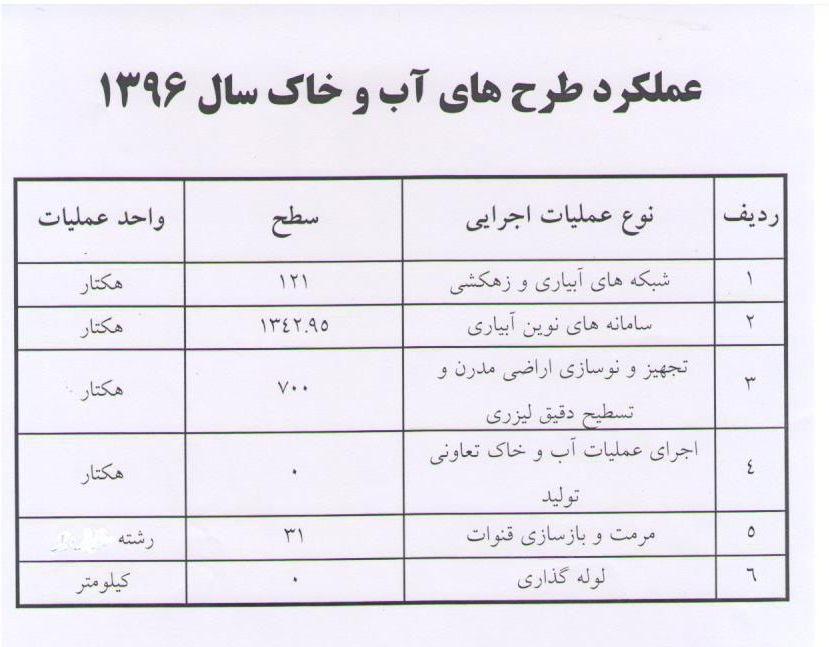 عملکرد طرح های آب و خاک سال ۱۳۹۶
ردیف نوع عملیات اجرایی سطح واحد عملیات
۱ شبکه های آبیاری و زهکشی ۱۲۱ هکتار
۲ سامانه های نوین آبیاری ۱۳٤۲.۹٥ هکتار
۳ تجهیز و نوسازی اراضی مدرن و ۷۰۰ هکتار
تسطیح دقیق لیزری
٤ اجرای عملیات آب و خاک تعاونی ۰ هکتار
تولید
٥ مرمت و بازسازی قنوات ۳۱ رشته
٦ لوله گذاری ۰ کیلومتر